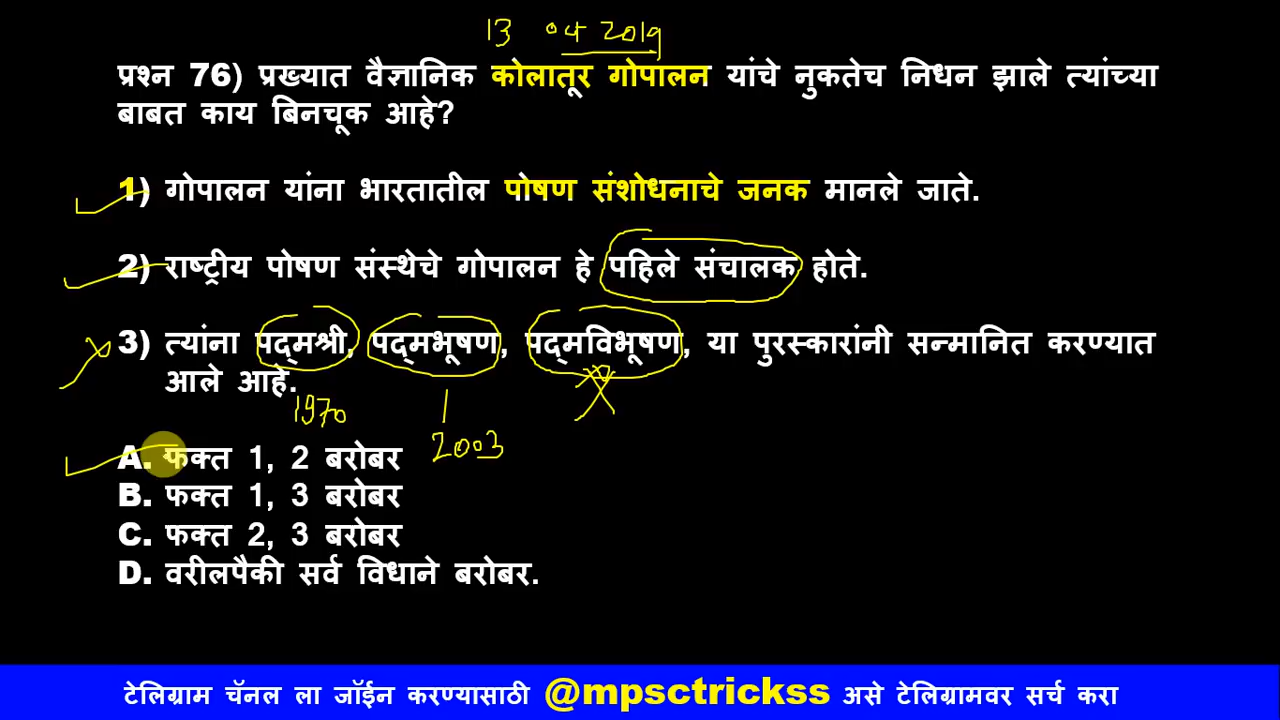 13 04 2019
प्रश्न 76) प्रख्यात वैज्ञानिक कोलातूर गोपालन यांचे नुकतेच निधन झाले त्यांच्या
बाबत काय बिनचूक आहे?
1) गोपालन यांना भारतातील पोषण संशोधनाचे जनक मानले जाते.
2) राष्ट्रीय पोषण संस्थेचे गोपालन हे पहिले संचालक होते.
3) त्यांना पद्मश्री, पद्मभूषण, पद्मविभूषण, या पुरस्कारांनी सन्मानित करण्यात
आले आहे.
1970
2003
A. फक्त 1, 2 बरोबर
B. फक्त 1, 3 बरोबर
C. फक्त 2, 3 बरोबर
D. वरीलपैकी सर्व विधाने बरोबर.
टेलिग्राम चॅनल ला जॉईन करण्यासाठी @mpsctrickss असे टेलिग्रामवर सर्च करा